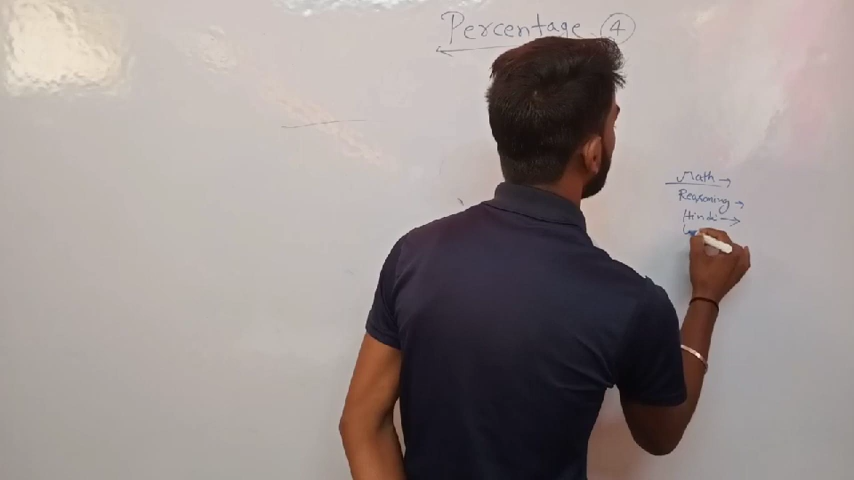 Percentage 4
Math →
Reasoning →
Hindi →